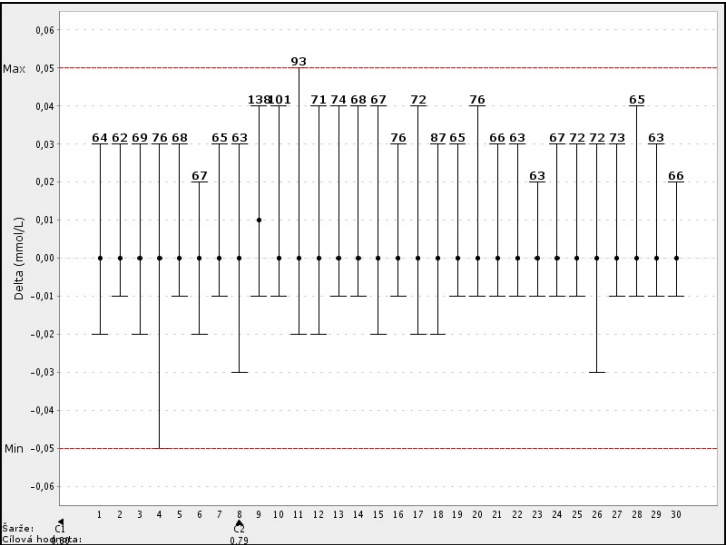 0,06
Max 0,05
0,04
0,03
0,02
0,01
0,00
-0,01
-0,02
-0,03
-0,04
Min -0,05
-0,06
Delta (mmol/L)
64 62 69 76 68 67 65 63 138 101 93 71 74 68 67 76 72 87 65 76 66 63 63 67 72 72 73 65 63 66
1 2 3 4 5 6 7 8 9 10 11 12 13 14 15 16 17 18 19 20 21 22 23 24 25 26 27 28 29 30
Šarže: C1 C2
Cílová hodnota: 0.79